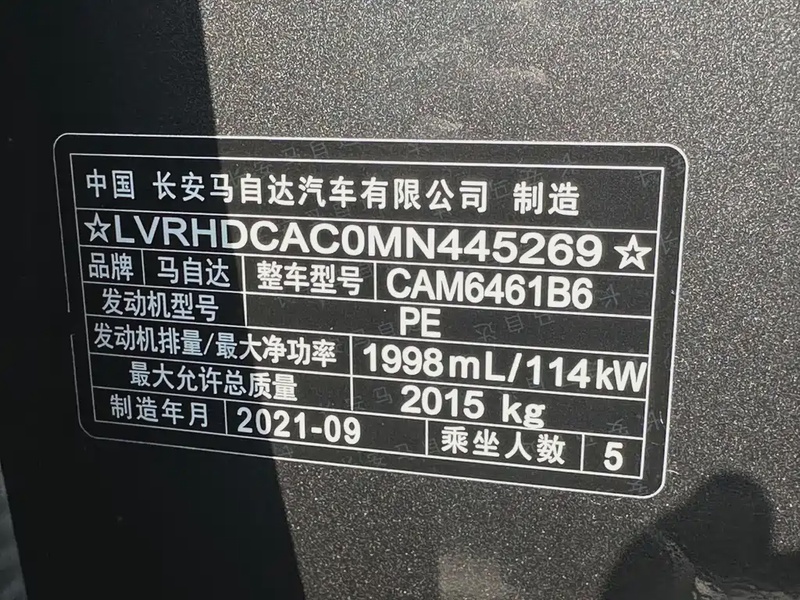 中国 长安马自达汽车有限公司 制造
☆LVRHDCAC0MN445269☆
品牌 马自达 整车型号 CAM6461B6
发动机型号 PE
发动机排量/最大净功率 1998mL/114kW
最大允许总质量 2015 kg
制造年月 2021-09 乘坐人数 5